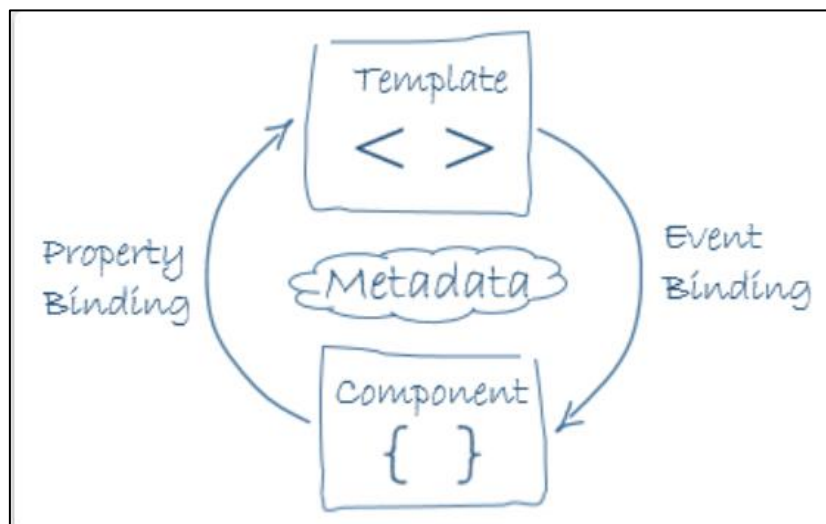 Template
< >
Property
Binding
Event
Binding
Metadata
Component
{ }